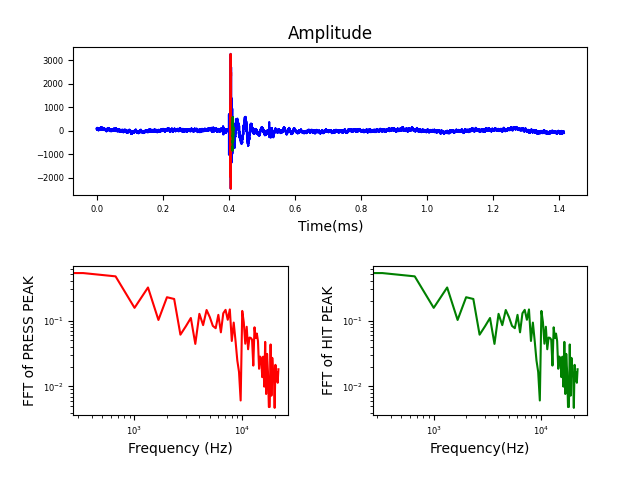 Amplitude
3000
2000
1000
0
−1000
−2000
0.0 0.2 0.4 0.6 0.8 1.0 1.2 1.4
Time(ms)
FFT of PRESS PEAK
10⁻¹
10⁻²
10³ 10⁴
Frequency (Hz)
FFT of HIT PEAK
10⁻¹
10⁻²
10³ 10⁴
Frequency(Hz)